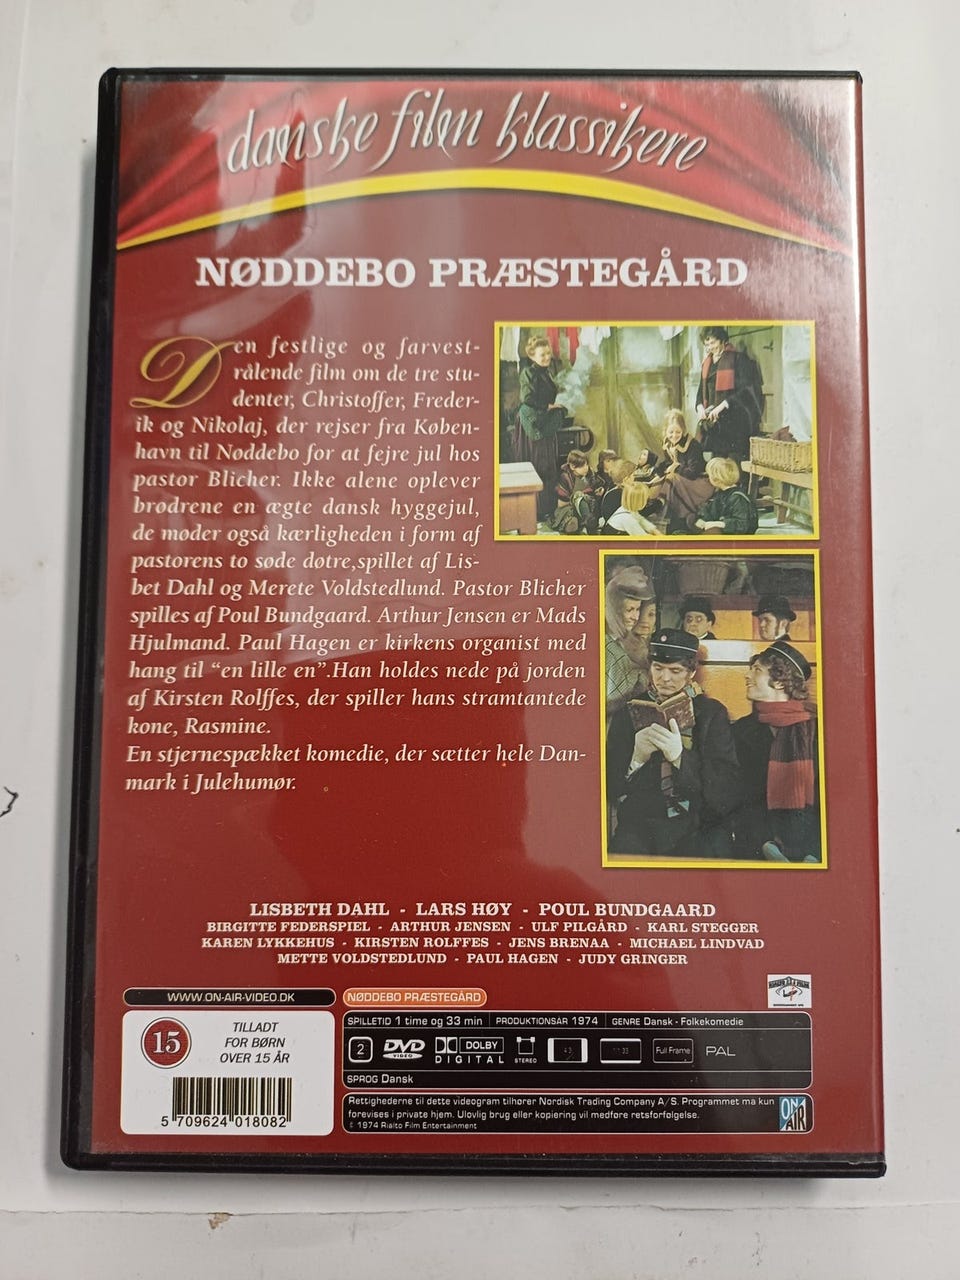 danske film klassikere
NØDDEBO PRÆSTEGÅRD
Den festlige og farvest-
rålende film om de tre stu-
denter, Christoffer, Freder-
ik og Nikolaj, der rejser fra Køben-
havn til Nøddebo for at fejre jul hos
pastor Blicher. Ikke alene oplever
brødrene en ægte dansk hyggejul,
de møder også kærligheden i form af
pastorens to søde døtre,spillet af Lis-
bet Dahl og Merete Voldstedlund. Pastor Blicher
spilles af Poul Bundgaard. Arthur Jensen er Mads
Hjulmand. Paul Hagen er kirkens organist med
hang til "en lille en".Han holdes nede på jorden
af Kirsten Rolffes, der spiller hans stramtantede
kone, Rasmine.
En stjernespækket komedie, der sætter hele Dan-
mark i Julehumør.
LISBETH DAHL - LARS HØY - POUL BUNDGAARD
BIRGITTE FEDERSPIEL - ARTHUR JENSEN - ULF PILGÅRD - KARL STEGGER
KAREN LYKKEHUS - KIRSTEN ROLFFES - JENS BRENAA - MICHAEL LINDVAD
METTE VOLDSTEDLUND - PAUL HAGEN - JUDY GRINGER
WWW.ON-AIR-VIDEO.DK
NØDDEBO PRÆSTEGÅRD
15
TILLADT
FOR BØRN
OVER 15 ÅR
5 709624 018082
SPILLETID 1 time og 33 min PRODUKTIONSÅR 1974 GENRE Dansk - Folkekomedie
2 DVD VIDEO DOLBY DIGITAL STEREO Full Frame PAL
SPROG Dansk
Rettighederne til dette videogram tilhører Nordisk Trading Company A/S. Programmet ma kun
forevises i private hjem. Ulovlig brug eller kopiering vil medføre retsforfølgelse.
© 1974 Rialto Film Entertainment
ON AIR